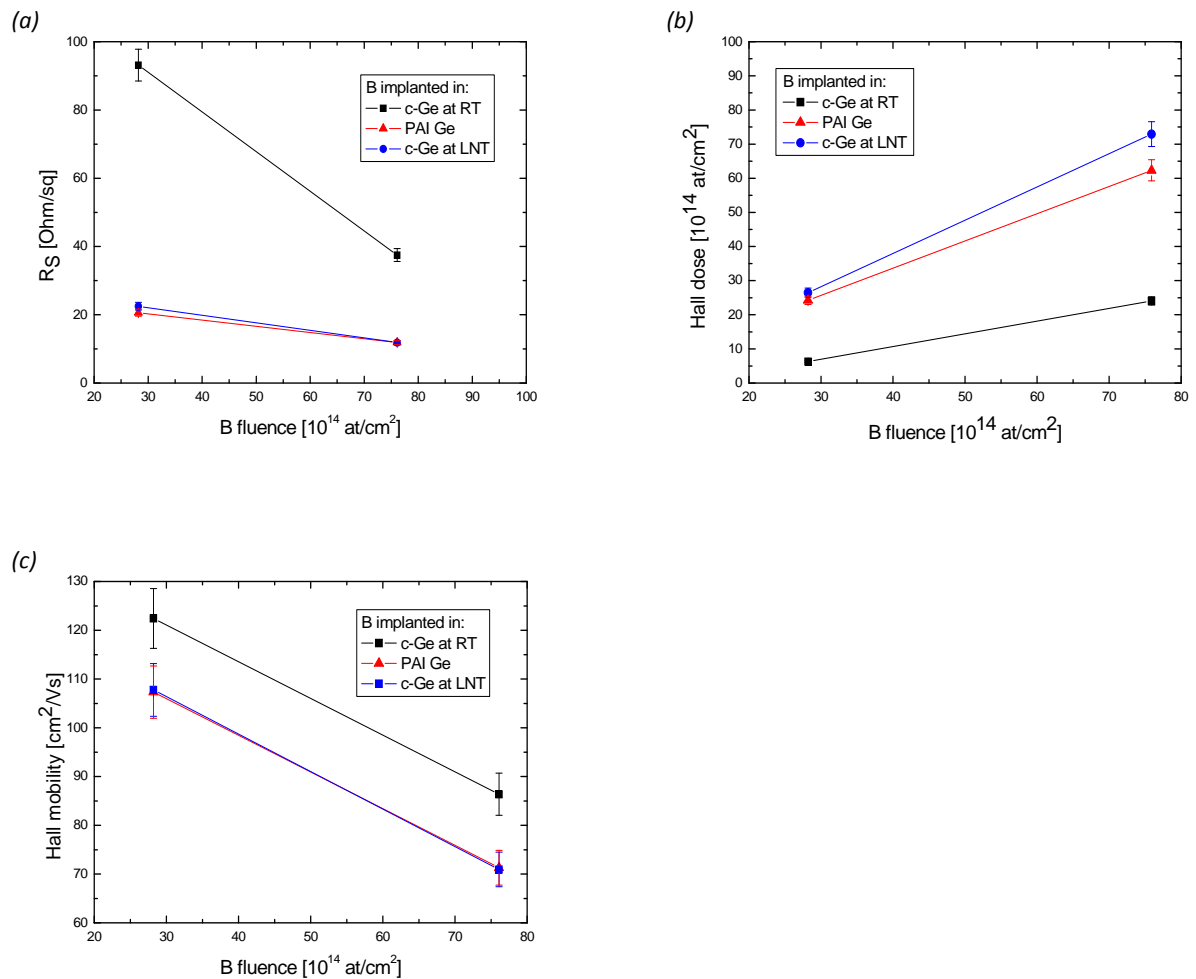 (a)
100
80
60
40
20
0
20 30 40 50 60 70 80 90 100
R_S [Ohm/sq]
B fluence [10^14 at/cm^2]
B implanted in:
c-Ge at RT
PAI Ge
c-Ge at LNT
(b)
100
90
80
70
60
50
40
30
20
10
0
20 30 40 50 60 70 80
Hall dose [10^14 at/cm^2]
B fluence [10^14 at/cm^2]
B implanted in:
c-Ge at RT
PAI Ge
c-Ge at LNT
(c)
130
120
110
100
90
80
70
60
20 30 40 50 60 70 80
Hall mobility [cm^2/Vs]
B fluence [10^14 at/cm^2]
B implanted in:
c-Ge at RT
PAI Ge
c-Ge at LNT